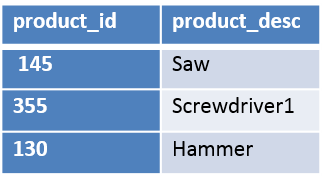 product_id product_desc
145 Saw
355 Screwdriver1
130 Hammer